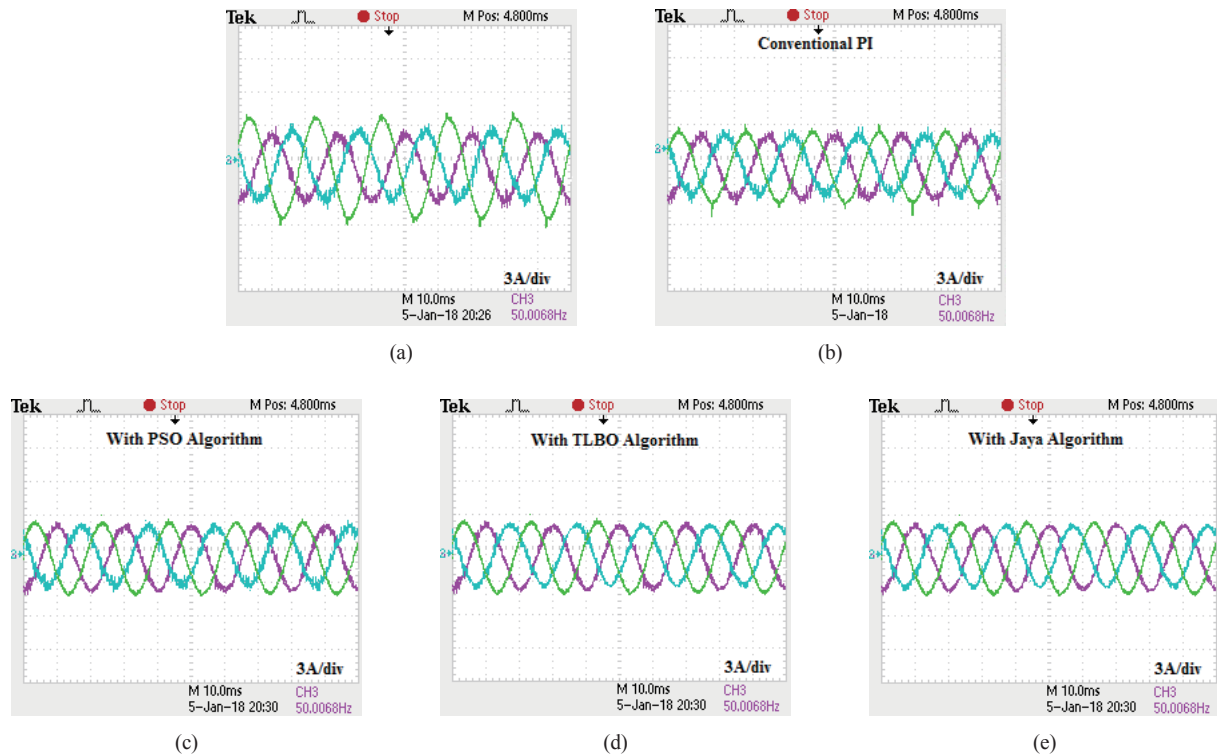 Tek Stop M Pos: 4.800ms
3A/div
M 10.0ms CH3
5-Jan-18 20:26 50.0068Hz
(a)
Tek Stop M Pos: 4.800ms
Conventional PI
3A/div
M 10.0ms CH3
5-Jan-18 50.0068Hz
(b)
Tek Stop M Pos: 4.800ms
With PSO Algorithm
3A/div
M 10.0ms CH3
5-Jan-18 20:30 50.0068Hz
(c)
Tek Stop M Pos: 4.800ms
With TLBO Algorithm
3A/div
M 10.0ms CH3
5-Jan-18 20:30 50.0068Hz
(d)
Tek Stop M Pos: 4.800ms
With Jaya Algorithm
3A/div
M 10.0ms CH3
5-Jan-18 20:30 50.0068Hz
(e)